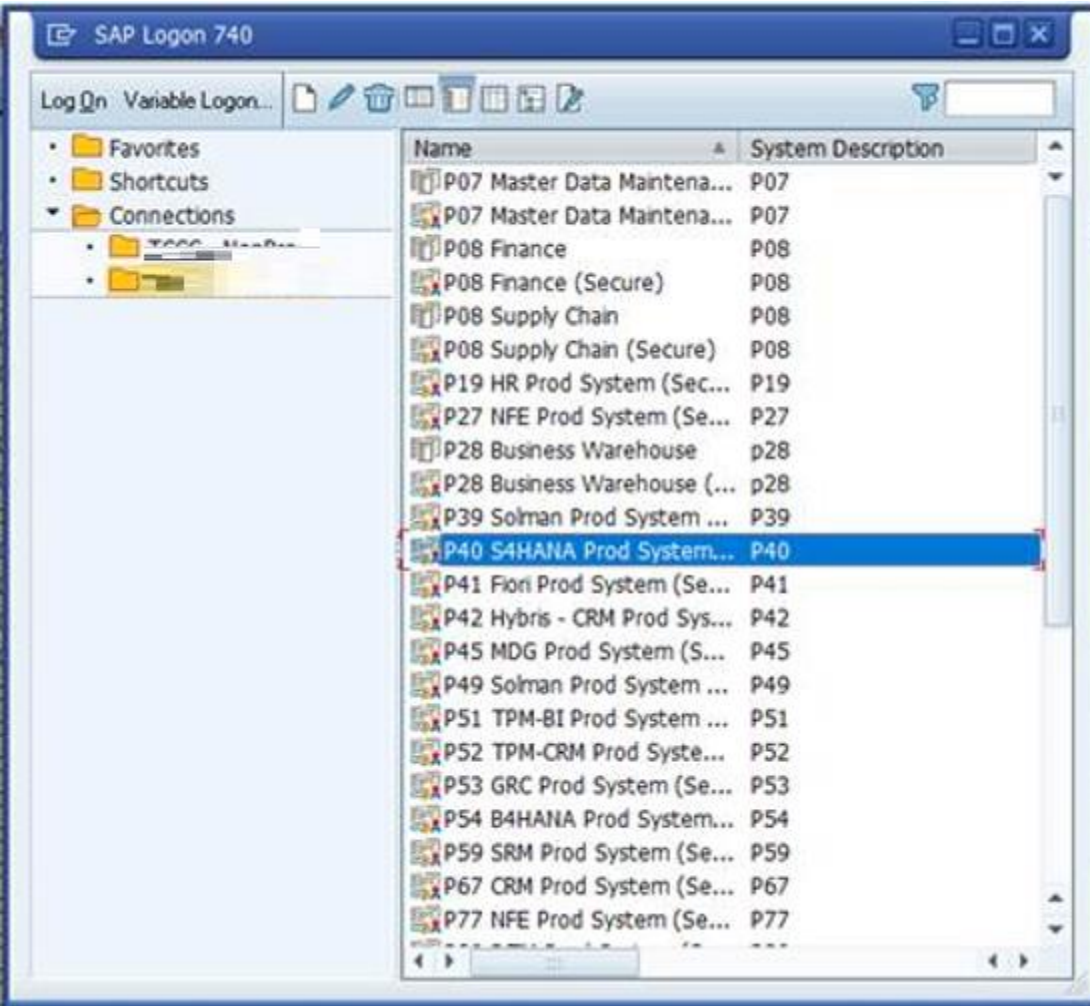 SAP Logon 740
Log On Variable Logon...
Favorites
Shortcuts
Connections
Name System Description
P07 Master Data Maintena... P07
P07 Master Data Maintena... P07
P08 Finance P08
P08 Finance (Secure) P08
P08 Supply Chain P08
P08 Supply Chain (Secure) P08
P19 HR Prod System (Sec... P19
P27 NFE Prod System (Se... P27
P28 Business Warehouse p28
P28 Business Warehouse (... p28
P39 Solman Prod System ... P39
P40 S4HANA Prod System... P40
P41 Fiori Prod System (Se... P41
P42 Hybris - CRM Prod Sys... P42
P45 MDG Prod System (S... P45
P49 Solman Prod System ... P49
P51 TPM-BI Prod System ... P51
P52 TPM-CRM Prod Syste... P52
P53 GRC Prod System (Se... P53
P54 B4HANA Prod System... P54
P59 SRM Prod System (Se... P59
P67 CRM Prod System (Se... P67
P77 NFE Prod System (Se... P77